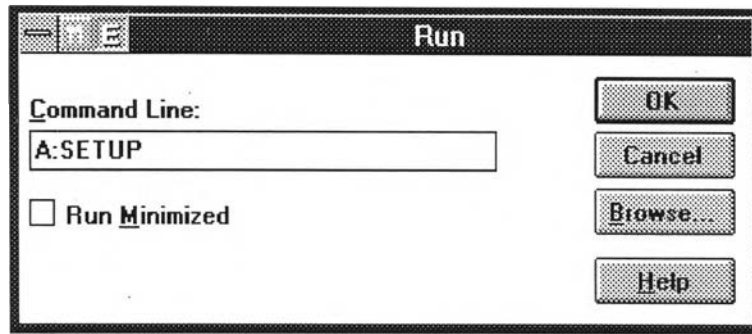 M E Run
Command Line:
A:SETUP
Run Minimized
OK
Cancel
Browse...
Help